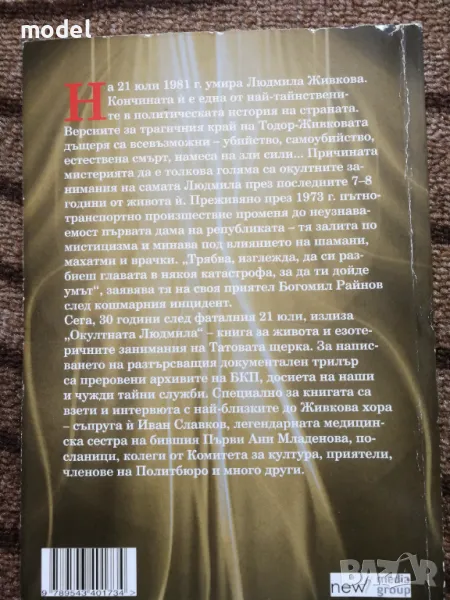 model
На 21 юли 1981 г. умира Людмила Живкова.
Кончината ѝ е една от най-тайнствени-
те в политическата история на страната.
Версиите за трагичния край на Тодор-Живковата
дъщеря са всевъзможни – убийство, самоубийство,
естествена смърт, намеса на зли сили... Причината
мистерията да е толкова голяма са окултните за-
нимания на самата Людмила през последните 7–8
години от живота ѝ. Преживяно през 1973 г. пътно-
транспортно произшествие променя до неузнава-
емост първата дама на републиката – тя залита по
мистицизма и минава под влиянието на шамани,
махатми и врачки. „Трябва, изглежда, да си раз-
биеш главата в някоя катастрофа, за да ти дойде
умът“, заявява тя на своя приятел Богомил Райнов
след кошмарния инцидент.
Сега, 30 години след фаталния 21 юли, излиза
„Окултната Людмила“ – книга за живота и езоте-
ричните занимания на Татовата щерка. За написва-
нето на разтърсващия документален трилър
са преровени архивите на БКП, досиета на наши
и чужди тайни служби. Специално за книгата са
взети и интервюта с най-близките до Живкова хора
– съпруга ѝ Иван Славков, легендарната медицин-
ска сестра на бившия Първи Ани Младенова, по-
сланици, колеги от Комитета за култура, приятели,
членове на Политбюро и много други.
new media
group
bazar.bg